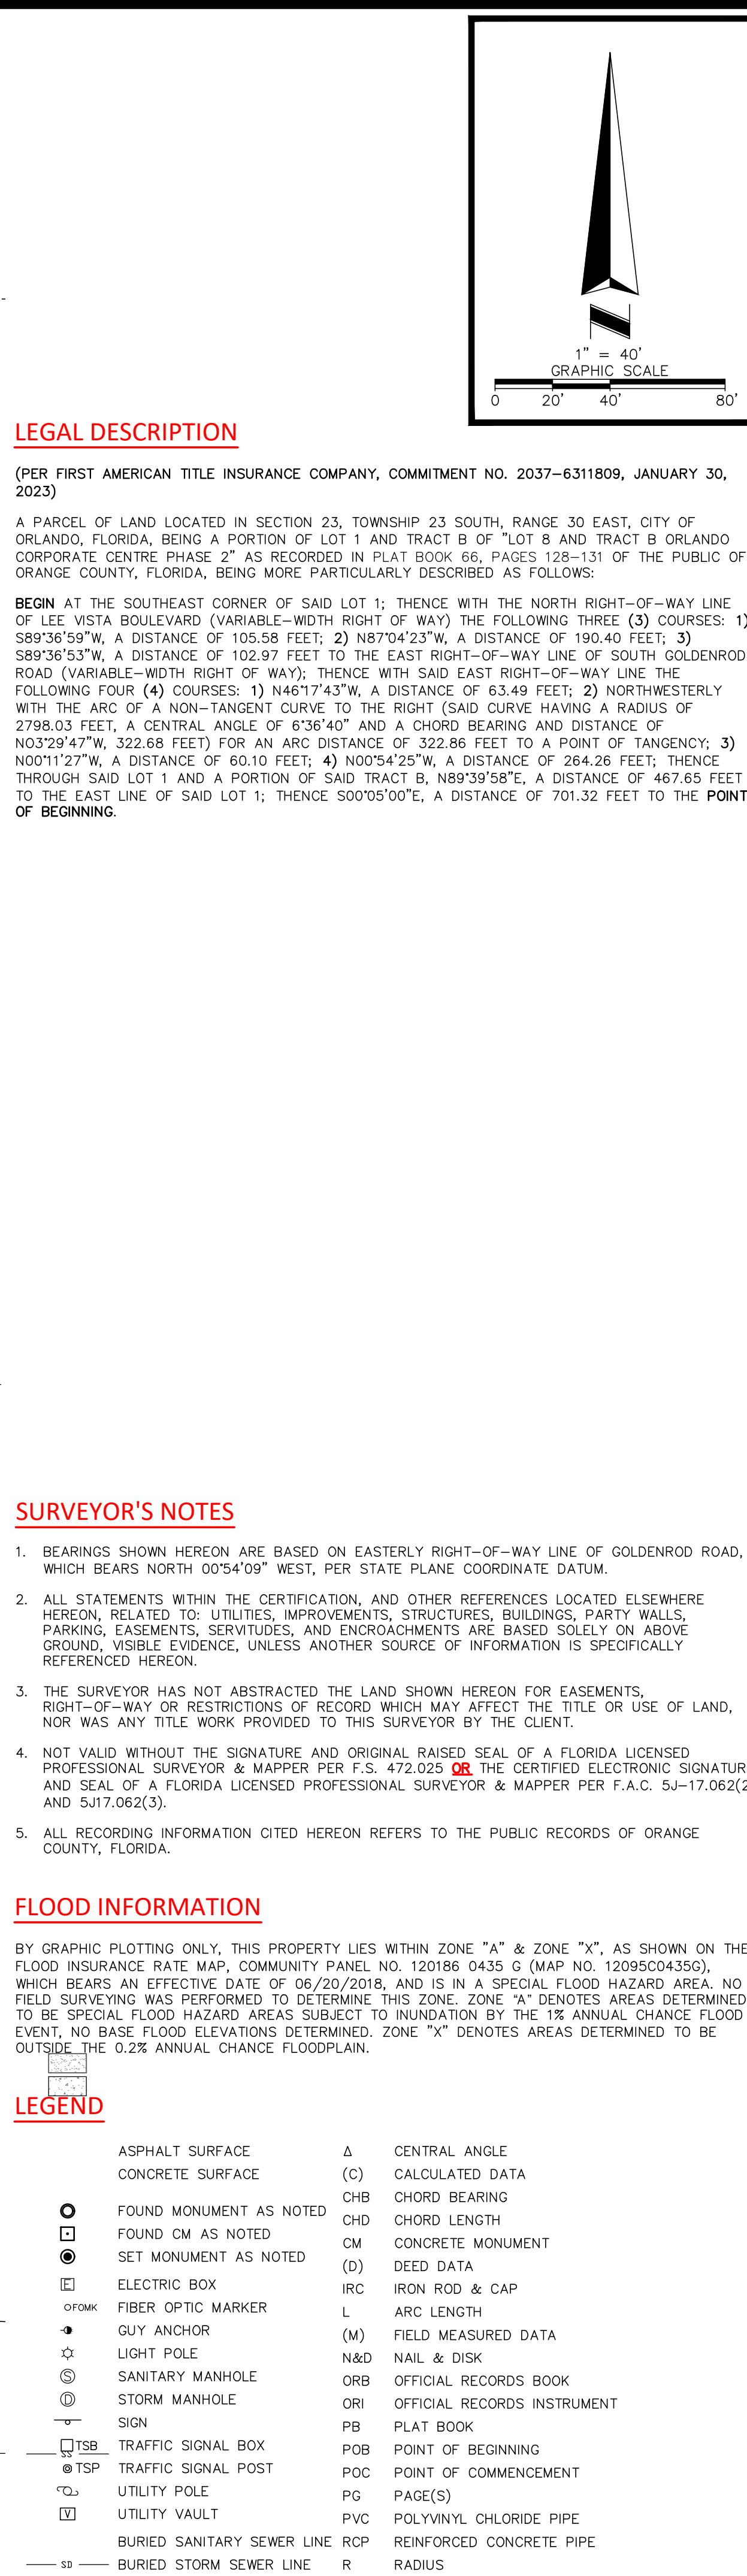 N
1" = 40'
GRAPHIC SCALE
0 20' 40' 80'
LEGAL DESCRIPTION
(PER FIRST AMERICAN TITLE INSURANCE COMPANY, COMMITMENT NO. 2037-6311809, JANUARY 30,
2023)
A PARCEL OF LAND LOCATED IN SECTION 23, TOWNSHIP 23 SOUTH, RANGE 30 EAST, CITY OF
ORLANDO, FLORIDA, BEING A PORTION OF LOT 1 AND TRACT B OF "LOT 8 AND TRACT B ORLANDO
CORPORATE CENTRE PHASE 2" AS RECORDED IN PLAT BOOK 66, PAGES 128-131 OF THE PUBLIC OF
ORANGE COUNTY, FLORIDA, BEING MORE PARTICULARLY DESCRIBED AS FOLLOWS:
BEGIN AT THE SOUTHEAST CORNER OF SAID LOT 1; THENCE WITH THE NORTH RIGHT-OF-WAY LINE
OF LEE VISTA BOULEVARD (VARIABLE-WIDTH RIGHT OF WAY) THE FOLLOWING THREE (3) COURSES: 1)
S89°36'59"W, A DISTANCE OF 105.58 FEET; 2) N87°04'23"W, A DISTANCE OF 190.40 FEET; 3)
S89°36'53"W, A DISTANCE OF 102.97 FEET TO THE EAST RIGHT-OF-WAY LINE OF SOUTH GOLDENROD
ROAD (VARIABLE-WIDTH RIGHT OF WAY); THENCE WITH SAID EAST RIGHT-OF-WAY LINE THE
FOLLOWING FOUR (4) COURSES: 1) N46°17'43"W, A DISTANCE OF 63.49 FEET; 2) NORTHWESTERLY
WITH THE ARC OF A NON-TANGENT CURVE TO THE RIGHT (SAID CURVE HAVING A RADIUS OF
2798.03 FEET, A CENTRAL ANGLE OF 6°36'40" AND A CHORD BEARING AND DISTANCE OF
N03°29'47"W, 322.68 FEET) FOR AN ARC DISTANCE OF 322.86 FEET TO A POINT OF TANGENCY; 3)
N00°11'27"W, A DISTANCE OF 60.10 FEET; 4) N00°54'25"W, A DISTANCE OF 264.26 FEET; THENCE
THROUGH SAID LOT 1 AND A PORTION OF SAID TRACT B, N89°39'58"E, A DISTANCE OF 467.65 FEET
TO THE EAST LINE OF SAID LOT 1; THENCE S00°05'00"E, A DISTANCE OF 701.32 FEET TO THE POINT
OF BEGINNING.
SURVEYOR'S NOTES
1. BEARINGS SHOWN HEREON ARE BASED ON EASTERLY RIGHT-OF-WAY LINE OF GOLDENROD ROAD,
WHICH BEARS NORTH 00°54'09" WEST, PER STATE PLANE COORDINATE DATUM.
2. ALL STATEMENTS WITHIN THE CERTIFICATION, AND OTHER REFERENCES LOCATED ELSEWHERE
HEREON, RELATED TO: UTILITIES, IMPROVEMENTS, STRUCTURES, BUILDINGS, PARTY WALLS,
PARKING, EASEMENTS, SERVITUDES, AND ENCROACHMENTS ARE BASED SOLELY ON ABOVE
GROUND, VISIBLE EVIDENCE, UNLESS ANOTHER SOURCE OF INFORMATION IS SPECIFICALLY
REFERENCED HEREON.
3. THE SURVEYOR HAS NOT ABSTRACTED THE LAND SHOWN HEREON FOR EASEMENTS,
RIGHT-OF-WAY OR RESTRICTIONS OF RECORD WHICH MAY AFFECT THE TITLE OR USE OF LAND,
NOR WAS ANY TITLE WORK PROVIDED TO THIS SURVEYOR BY THE CLIENT.
4. NOT VALID WITHOUT THE SIGNATURE AND ORIGINAL RAISED SEAL OF A FLORIDA LICENSED
PROFESSIONAL SURVEYOR & MAPPER PER F.S. 472.025 OR THE CERTIFIED ELECTRONIC SIGNATUR
AND SEAL OF A FLORIDA LICENSED PROFESSIONAL SURVEYOR & MAPPER PER F.A.C. 5J-17.062(2
AND 5J17.062(3).
5. ALL RECORDING INFORMATION CITED HEREON REFERS TO THE PUBLIC RECORDS OF ORANGE
COUNTY, FLORIDA.
FLOOD INFORMATION
BY GRAPHIC PLOTTING ONLY, THIS PROPERTY LIES WITHIN ZONE "A" & ZONE "X", AS SHOWN ON THE
FLOOD INSURANCE RATE MAP, COMMUNITY PANEL NO. 120186 0435 G (MAP NO. 12095C0435G),
WHICH BEARS AN EFFECTIVE DATE OF 06/20/2018, AND IS IN A SPECIAL FLOOD HAZARD AREA. NO
FIELD SURVEYING WAS PERFORMED TO DETERMINE THIS ZONE. ZONE "A" DENOTES AREAS DETERMINED
TO BE SPECIAL FLOOD HAZARD AREAS SUBJECT TO INUNDATION BY THE 1% ANNUAL CHANCE FLOOD
EVENT, NO BASE FLOOD ELEVATIONS DETERMINED. ZONE "X" DENOTES AREAS DETERMINED TO BE
OUTSIDE THE 0.2% ANNUAL CHANCE FLOODPLAIN.
LEGEND
ASPHALT SURFACE
CONCRETE SURFACE
FOUND MONUMENT AS NOTED
FOUND CM AS NOTED
SET MONUMENT AS NOTED
E ELECTRIC BOX
FOMK FIBER OPTIC MARKER
GUY ANCHOR
LIGHT POLE
S SANITARY MANHOLE
D STORM MANHOLE
SIGN
TSB TRAFFIC SIGNAL BOX
SS
TSP TRAFFIC SIGNAL POST
UTILITY POLE
V UTILITY VAULT
BURIED SANITARY SEWER LINE
SD BURIED STORM SEWER LINE
Δ CENTRAL ANGLE
(C) CALCULATED DATA
CHB CHORD BEARING
CHD CHORD LENGTH
CM CONCRETE MONUMENT
(D) DEED DATA
IRC IRON ROD & CAP
L ARC LENGTH
(M) FIELD MEASURED DATA
N&D NAIL & DISK
ORB OFFICIAL RECORDS BOOK
ORI OFFICIAL RECORDS INSTRUMENT
PB PLAT BOOK
POB POINT OF BEGINNING
POC POINT OF COMMENCEMENT
PG PAGE(S)
PVC POLYVINYL CHLORIDE PIPE
RCP REINFORCED CONCRETE PIPE
R RADIUS